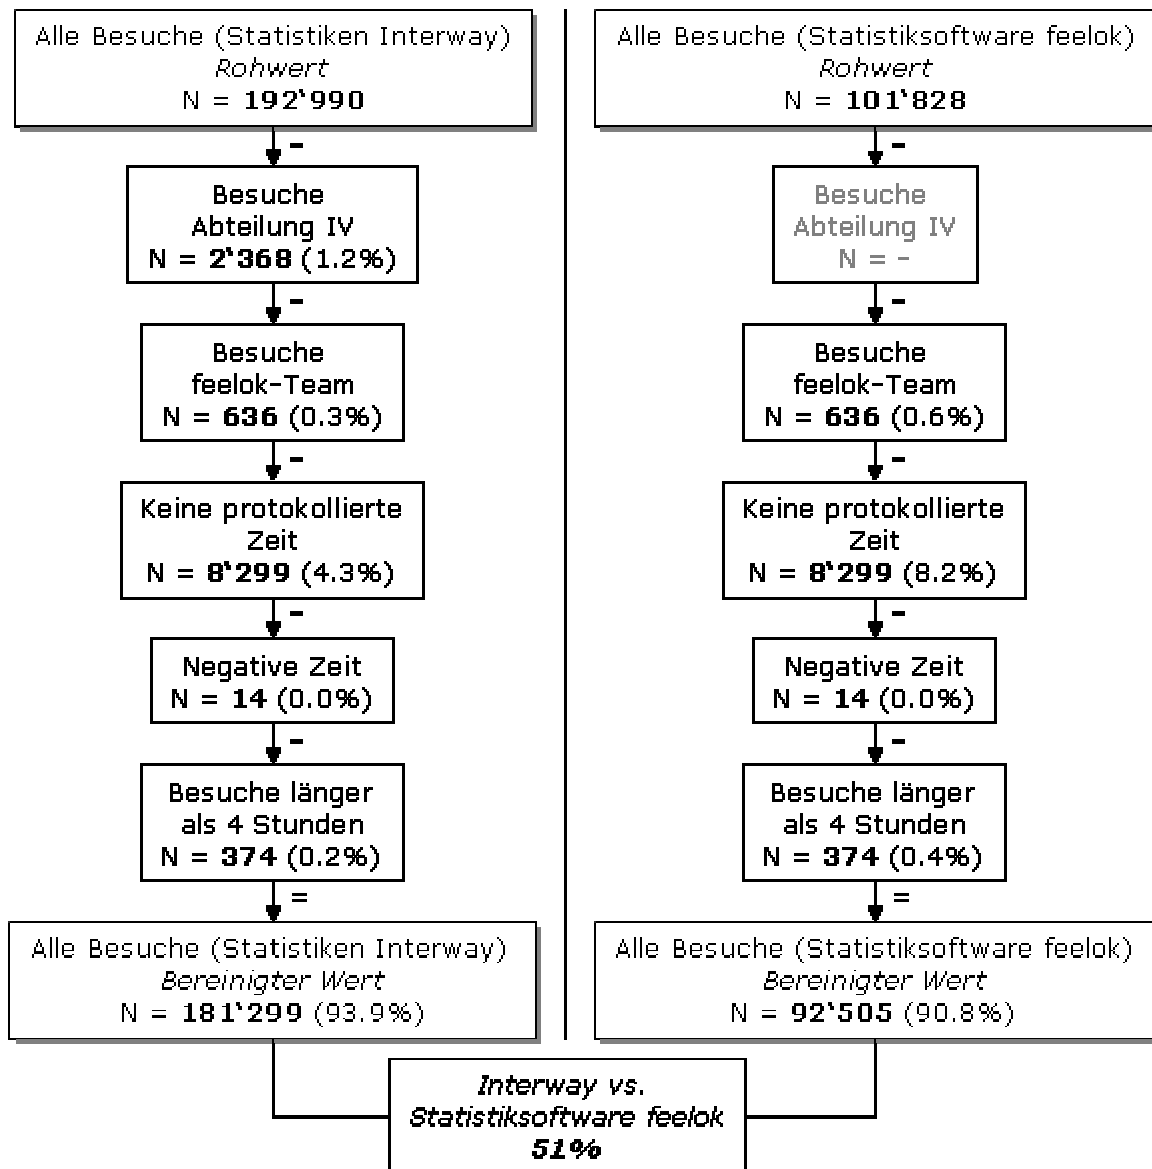 Alle Besuche (Statistiken Interway)
Rohwert
N = 192'990
-
Besuche
Abteilung IV
N = 2'368 (1.2%)
-
Besuche
feelok-Team
N = 636 (0.3%)
-
Keine protokollierte
Zeit
N = 8'299 (4.3%)
-
Negative Zeit
N = 14 (0.0%)
-
Besuche länger
als 4 Stunden
N = 374 (0.2%)
=
Alle Besuche (Statistiken Interway)
Bereinigter Wert
N = 181'299 (93.9%)
Alle Besuche (Statistiksoftware feelok)
Rohwert
N = 101'828
-
Besuche
Abteilung IV
N = -
-
Besuche
feelok-Team
N = 636 (0.6%)
-
Keine protokollierte
Zeit
N = 8'299 (8.2%)
-
Negative Zeit
N = 14 (0.0%)
-
Besuche länger
als 4 Stunden
N = 374 (0.4%)
=
Alle Besuche (Statistiksoftware feelok)
Bereinigter Wert
N = 92'505 (90.8%)
Interway vs.
Statistiksoftware feelok
51%